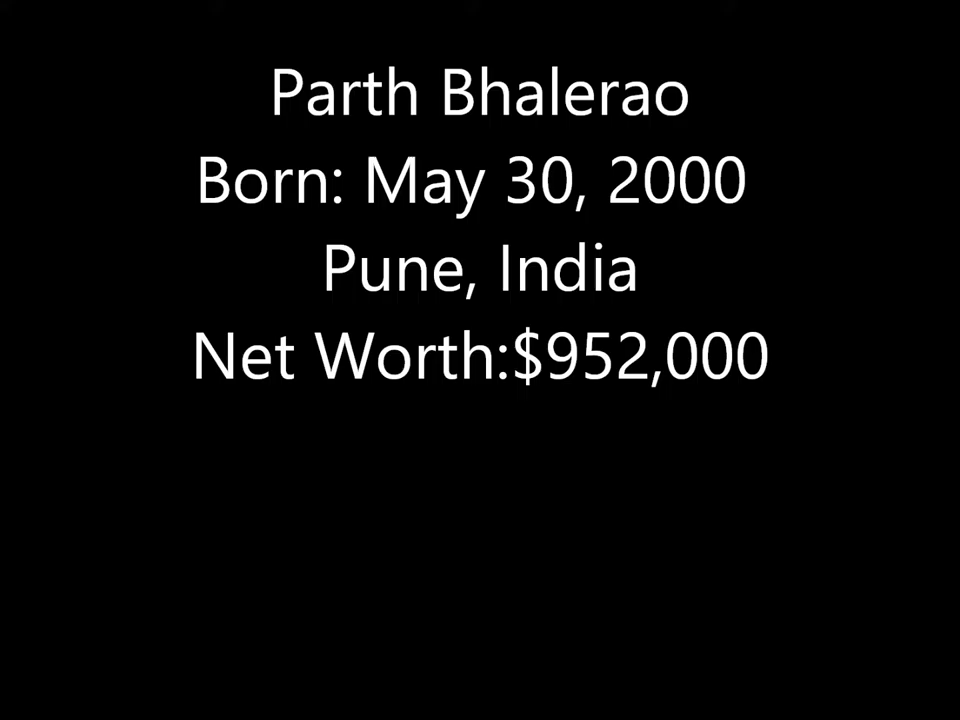 Parth Bhalerao
Born: May 30, 2000
Pune, India
Net Worth:$952,000